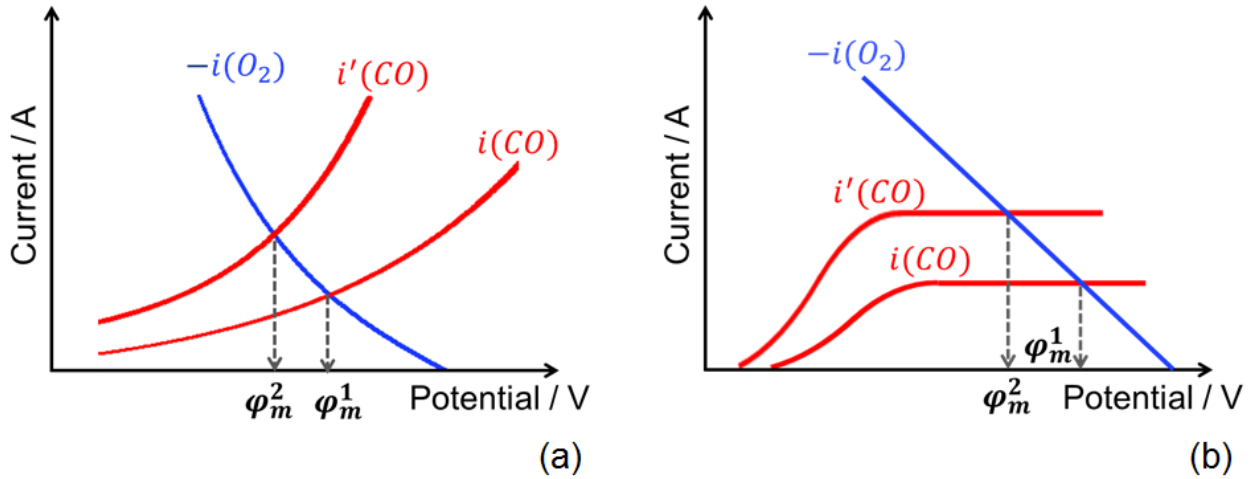 Current / A
−i(O₂)
i′(CO)
i(CO)
φₘ² φₘ¹ Potential / V
(a)
Current / A
−i(O₂)
i′(CO)
i(CO)
φₘ¹
φₘ² Potential / V
(b)